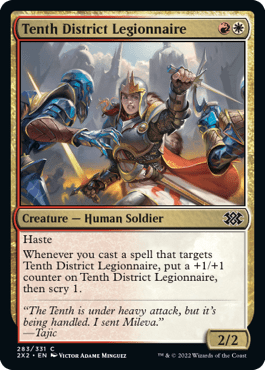 Tenth District Legionnaire
Creature — Human Soldier
Haste
Whenever you cast a spell that targets
Tenth District Legionnaire, put a +1/+1
counter on Tenth District Legionnaire,
then scry 1.
"The Tenth is under heavy attack, but it's
being handled. I sent Mileva."
—Tajic
2/2
283/331 C
2X2 • EN VICTOR ADAME MINGUEZ
™ & © 2022 Wizards of the Coast